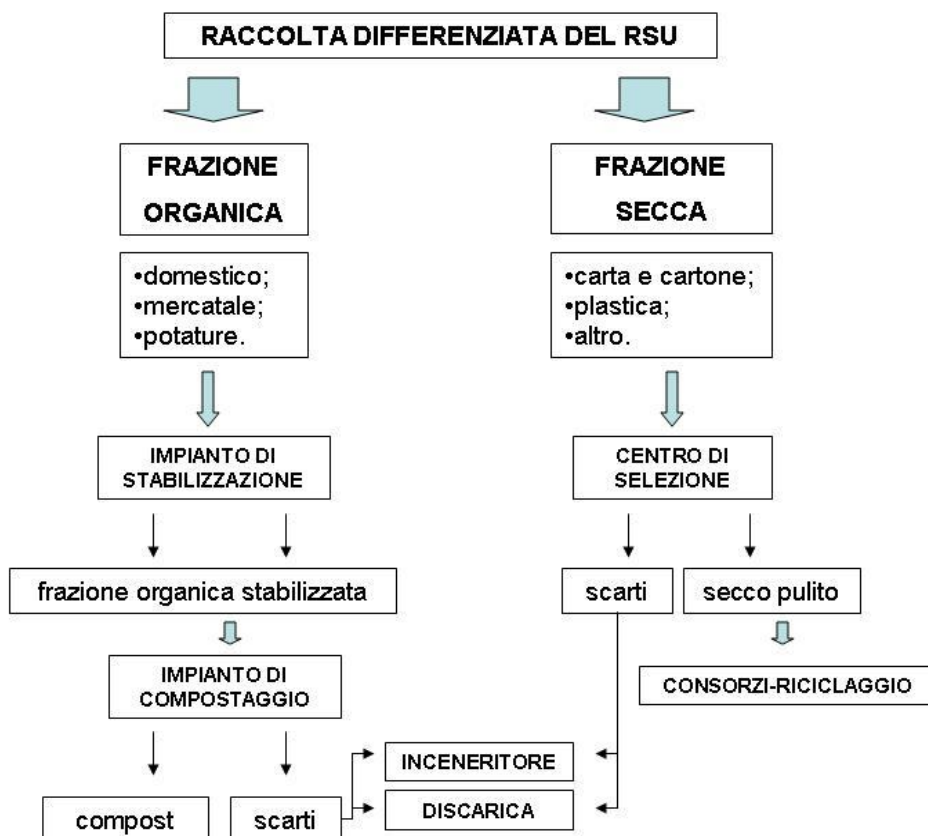 RACCOLTA DIFFERENZIATA DEL RSU
FRAZIONE
ORGANICA
FRAZIONE
SECCA
•domestico;
•mercatale;
•potature.
•carta e cartone;
•plastica;
•altro.
IMPIANTO DI
STABILIZZAZIONE
CENTRO DI
SELEZIONE
frazione organica stabilizzata
scarti
secco pulito
IMPIANTO DI
COMPOSTAGGIO
CONSORZI-RICICLAGGIO
INCENERITORE
compost
scarti
DISCARICA